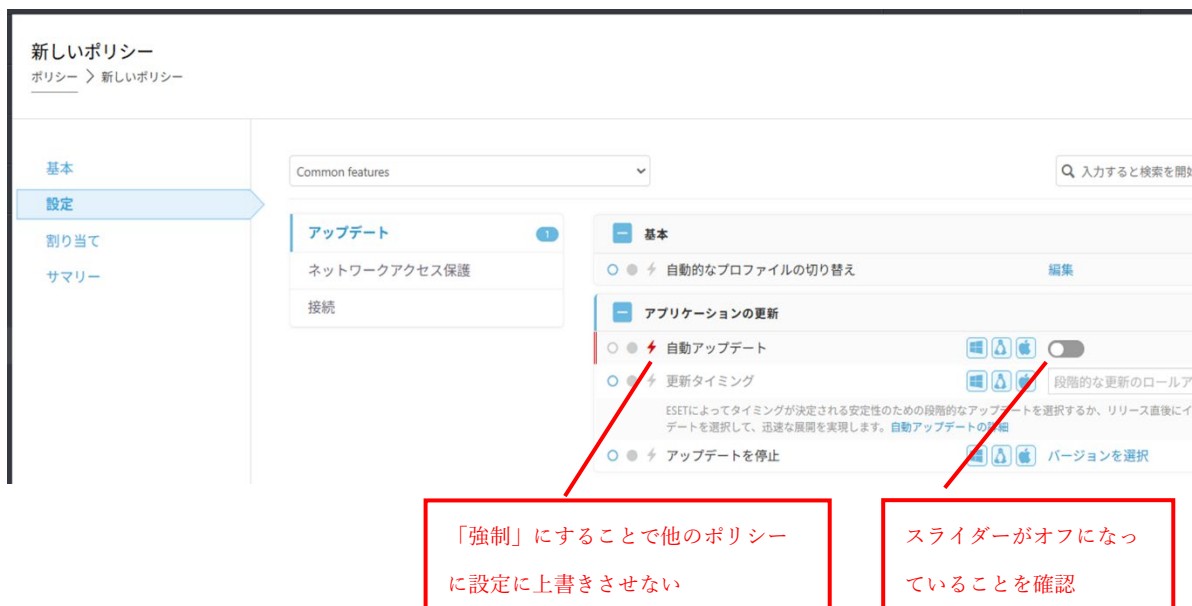 新しいポリシー
ポリシー > 新しいポリシー
基本
設定
割り当て
サマリー
Common features
入力すると検索を開始
アップデート 1
ネットワークアクセス保護
接続
基本
自動的なプロファイルの切り替え 編集
アプリケーションの更新
自動アップデート
更新タイミング 段階的な更新のロールア
ESETによってタイミングが決定される安定性のための段階的なアップデートを選択するか、リリース直後にイ
デートを選択して、迅速な展開を実現します。自動アップデートの詳細
アップデートを停止 バージョンを選択
「強制」にすることで他のポリシー
に設定に上書きさせない
スライダーがオフになっ
ていることを確認